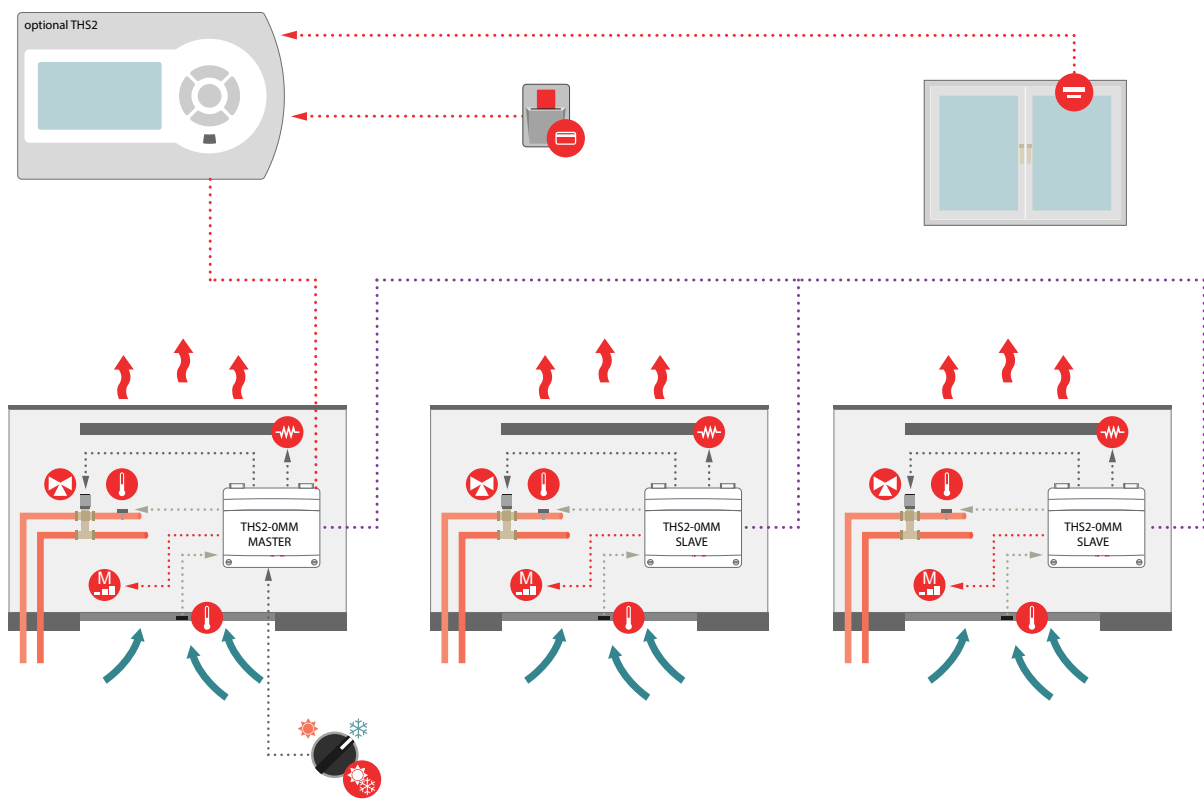 optional THS2
THS2-0MM
MASTER
M
THS2-0MM
SLAVE
M
THS2-0MM
SLAVE
M